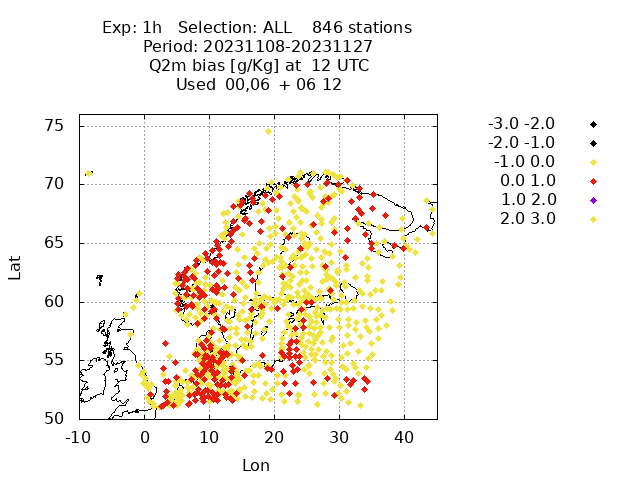 Exp: 1h Selection: ALL 846 stations
Period: 20231108-20231127
Q2m bias [g/Kg] at 12 UTC
Used 00,06 + 06 12
-3.0 -2.0
-2.0 -1.0
-1.0 0.0
0.0 1.0
1.0 2.0
2.0 3.0
75
70
65
60
55
50
Lat
-10 0 10 20 30 40
Lon